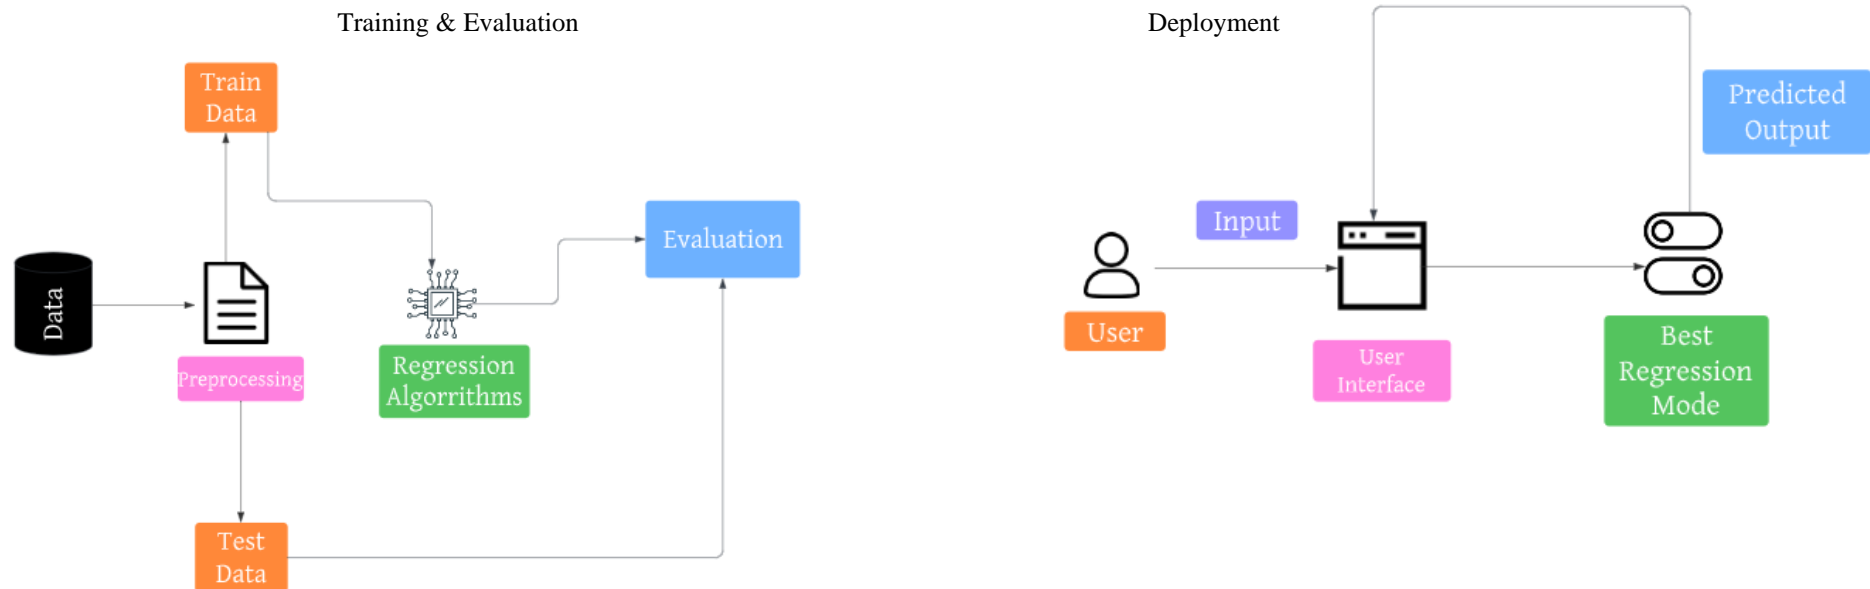 Training & Evaluation
Train
Data
Data
Preprocessing
Regression
Algorrithms
Evaluation
Test
Data
Deployment
Predicted
Output
Input
User
User
Interface
Best
Regression
Mode